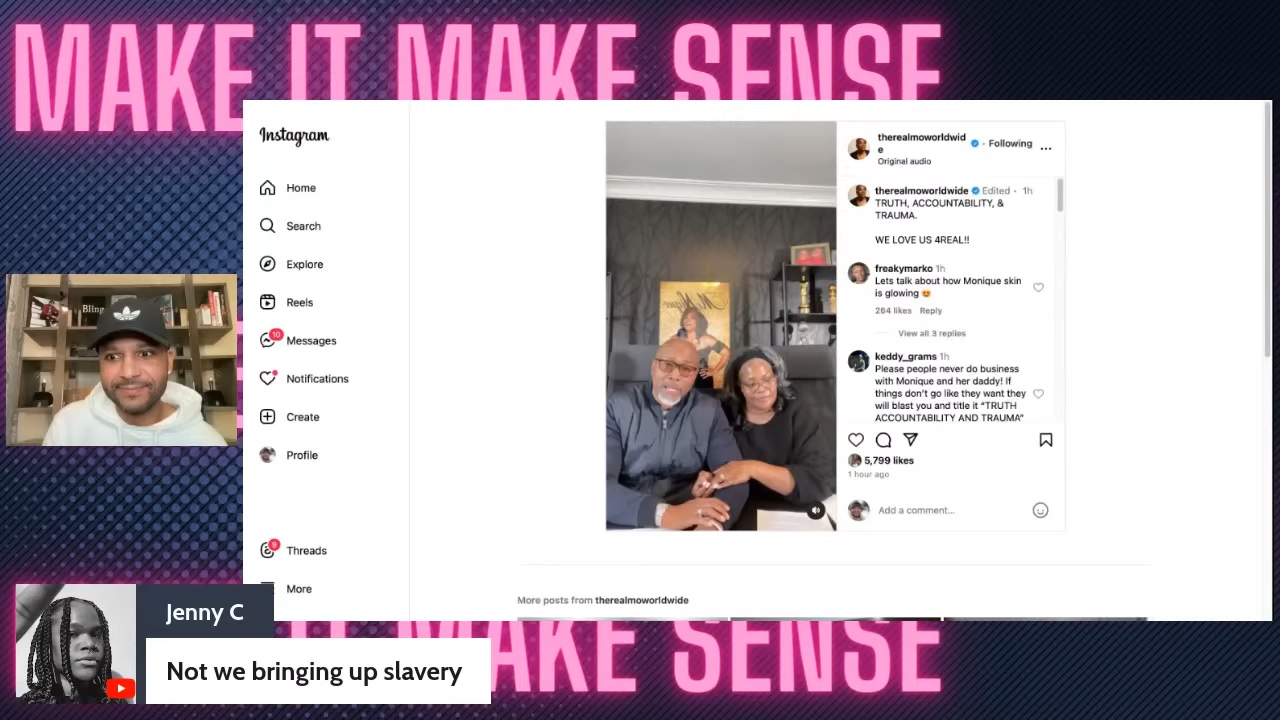 MAKE IT MAKE SENSE
Instagram
Home
Search
Explore
Reels
10
Messages
Notifications
Create
Profile
9
Threads
More
therealmoworldwid
e
· Following
...
Original audio
therealmoworldwide Edited · 1h
TRUTH, ACCOUNTABILITY, &
TRAUMA.
WE LOVE US 4REAL!!
freakymarko 1h
Lets talk about how Monique skin
is glowing 😍
264 likes Reply
View all 3 replies
keddy_grams 1h
Please people never do business
with Monique and her daddy! If
things don't go like they want they
will blast you and title it "TRUTH
ACCOUNTABILITY AND TRAUMA"
5,799 likes
1 hour ago
Add a comment...
More posts from therealmoworldwide
Bling
IT MAKE SENSE
Jenny C
Not we bringing up slavery